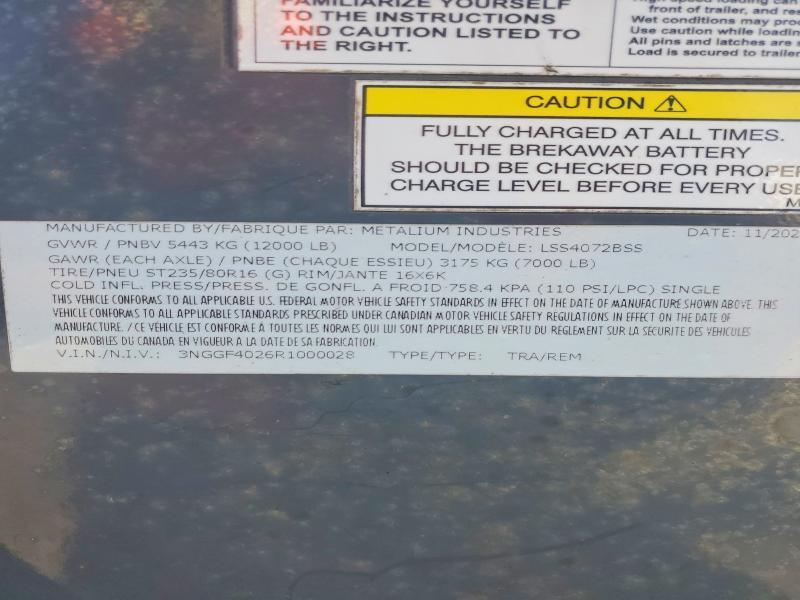 FAMILIARIZE YOURSELF
TO THE INSTRUCTIONS
AND CAUTION LISTED TO
THE RIGHT.
front of trailer, and
Wet conditions may
Use caution while
All pins and latches are
Load is secured to
CAUTION
FULLY CHARGED AT ALL TIMES.
THE BREKAWAY BATTERY
SHOULD BE CHECKED FOR
CHARGE LEVEL BEFORE EVERY
MANUFACTURED BY/FABRIQUE PAR: METALIUM INDUSTRIES DATE: 11/202
GVWR / PNBV 5443 KG (12000 LB) MODEL/MODÈLE: LSS4072BSS
GAWR (EACH AXLE) / PNBE (CHAQUE ESSIEU) 3175 KG (7000 LB)
TIRE/PNEU ST235/80R16 (G) RIM/JANTE 16X6K
COLD INFL. PRESS/PRESS. DE GONFL. A FROID 758.4 KPA (110 PSI/LPC) SINGLE
THIS VEHICLE CONFORMS TO ALL APPLICABLE U.S. FEDERAL MOTOR VEHICLE SAFETY STANDARDS IN EFFECT ON THE DATE OF MANUFACTURE SHOWN ABOVE. THIS
VEHICLE CONFORMS TO ALL APPLICABLE STANDARDS PRESCRIBED UNDER CANADIAN MOTOR VEHICLE SAFETY REGULATIONS IN EFFECT ON THE DATE OF
MANUFACTURE. / CE VÉHICLE EST CONFORME À TOUTES LES NORMES QUI LUI SONT APPLICABLES EN VERTU DU REGLEMENT SUR LA SÉCURITÉ DES VEHICULES
AUTOMOBILES DU CANADA EN VIGUEUR A LA DATE DE SA FABRICATION.
V.I.N./N.I.V.: 3NGGF4026R1000028 TYPE/TYPE: TRA/REM